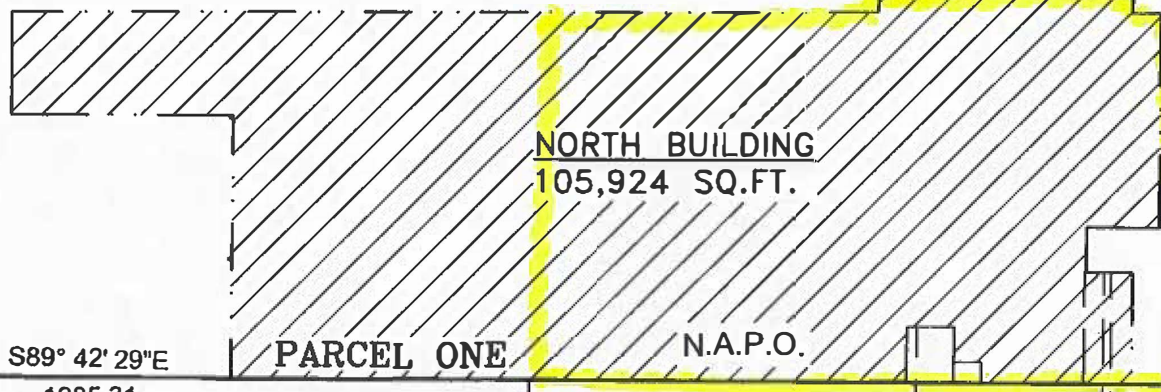 NORTH BUILDING
105,924 SQ.FT.
S89° 42' 29"E
PARCEL ONE
N.A.P.O.